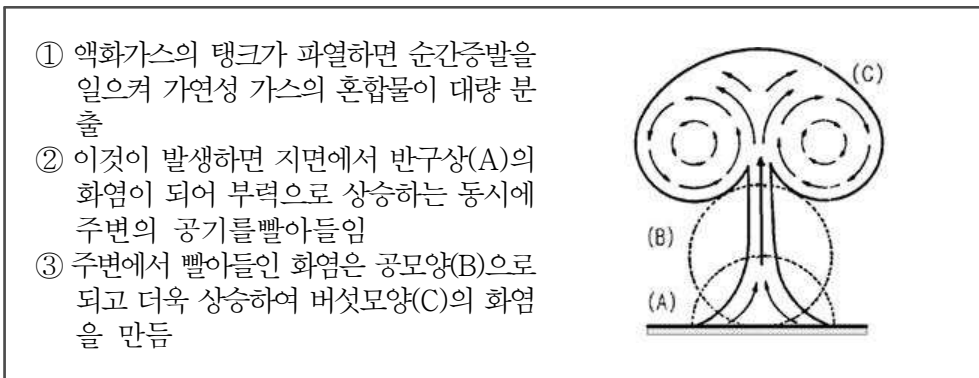 ① 액화가스의 탱크가 파열하면 순간증발을
일으켜 가연성 가스의 혼합물이 대량 분
출
② 이것이 발생하면 지면에서 반구상(A)의
화염이 되어 부력으로 상승하는 동시에
주변의 공기를빨아들임
③ 주변에서 빨아들인 화염은 공모양(B)으로
되고 더욱 상승하여 버섯모양(C)의 화염
을 만듬
(C)
(B)
(A)